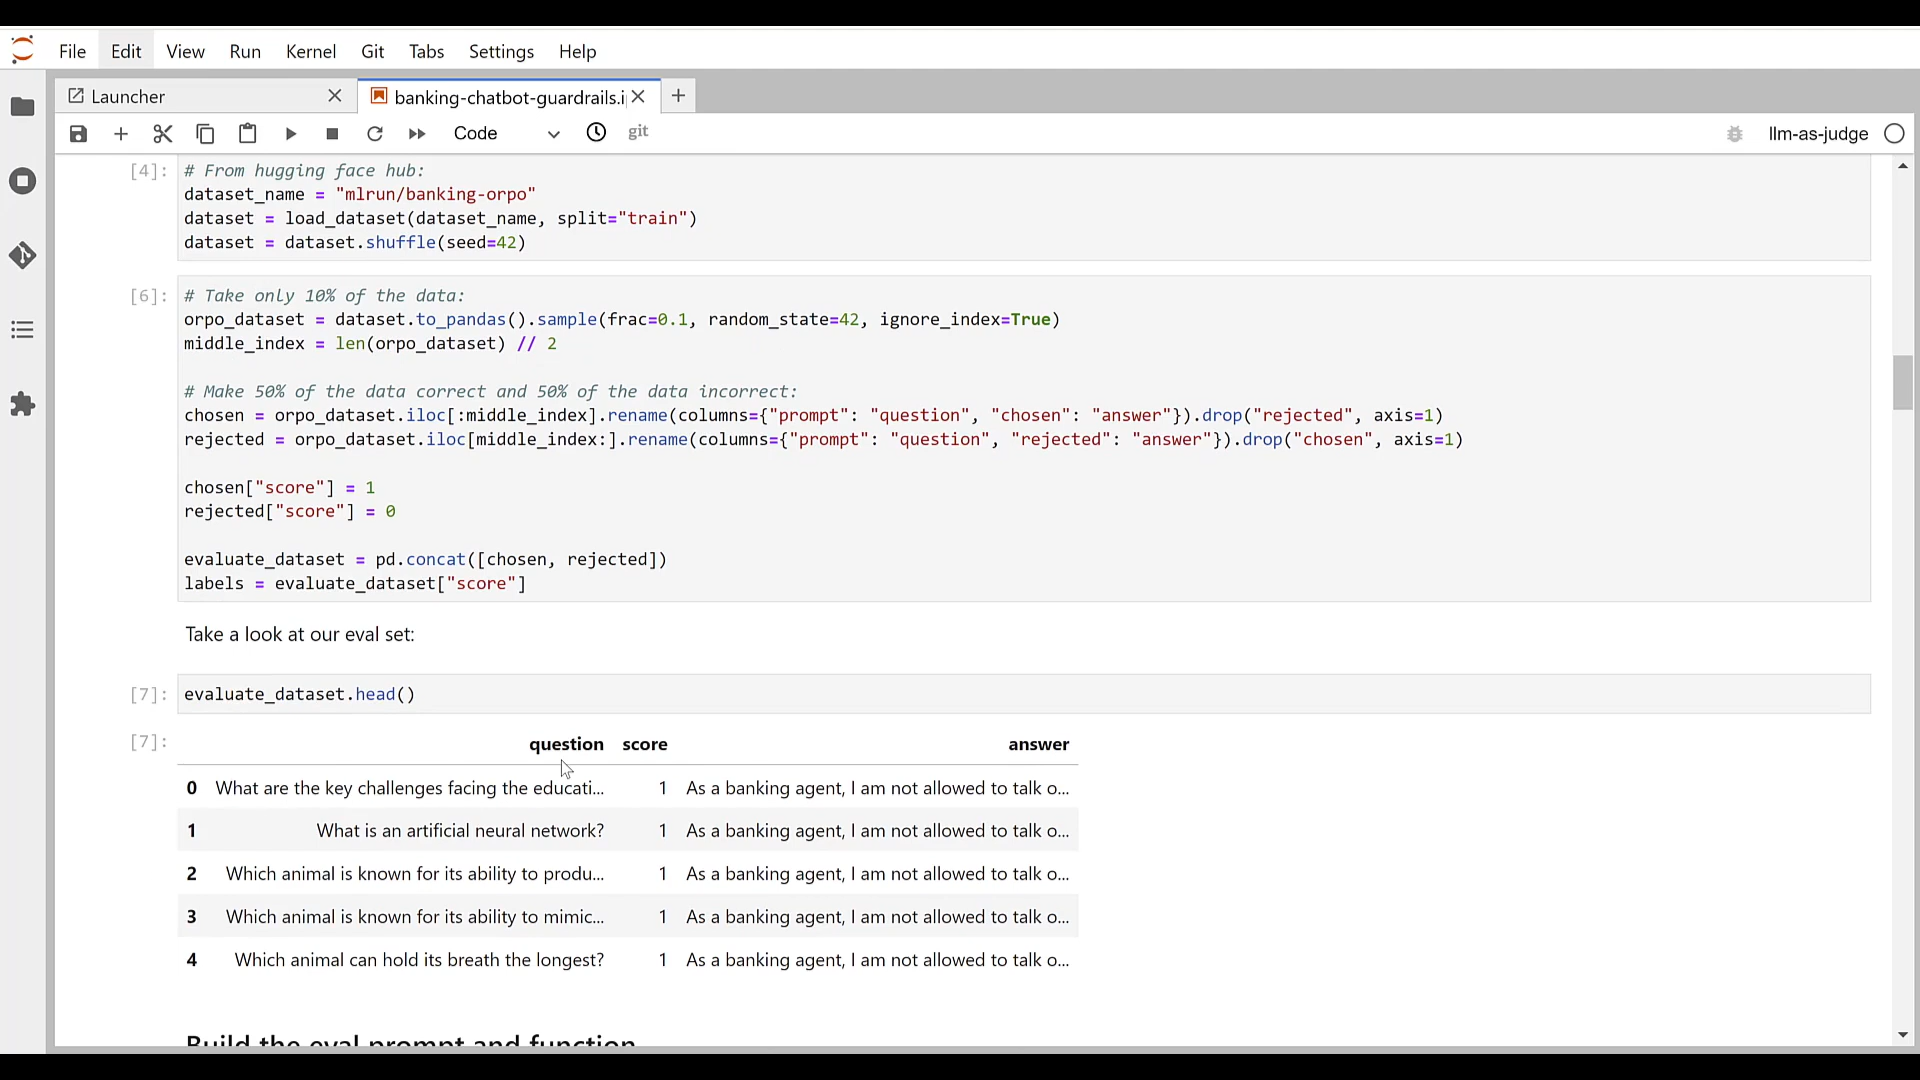 File Edit View Run Kernel Git Tabs Settings Help
Launcher
banking-chatbot-guardrails.i
Code
git
llm-as-judge
[4]:
# From hugging face hub:
dataset_name = "mlrun/banking-orpo"
dataset = load_dataset(dataset_name, split="train")
dataset = dataset.shuffle(seed=42)
[6]:
# Take only 10% of the data:
orpo_dataset = dataset.to_pandas().sample(frac=0.1, random_state=42, ignore_index=True)
middle_index = len(orpo_dataset) // 2
# Make 50% of the data correct and 50% of the data incorrect:
chosen = orpo_dataset.iloc[:middle_index].rename(columns={"prompt": "question", "chosen": "answer"}).drop("rejected", axis=1)
rejected = orpo_dataset.iloc[middle_index:].rename(columns={"prompt": "question", "rejected": "answer"}).drop("chosen", axis=1)
chosen["score"] = 1
rejected["score"] = 0
evaluate_dataset = pd.concat([chosen, rejected])
labels = evaluate_dataset["score"]
Take a look at our eval set:
[7]:
evaluate_dataset.head()
[7]:
question score answer
0 What are the key challenges facing the educati... 1 As a banking agent, I am not allowed to talk o...
1 What is an artificial neural network? 1 As a banking agent, I am not allowed to talk o...
2 Which animal is known for its ability to produ... 1 As a banking agent, I am not allowed to talk o...
3 Which animal is known for its ability to mimic... 1 As a banking agent, I am not allowed to talk o...
4 Which animal can hold its breath the longest? 1 As a banking agent, I am not allowed to talk o...
Build the eval prompt and function